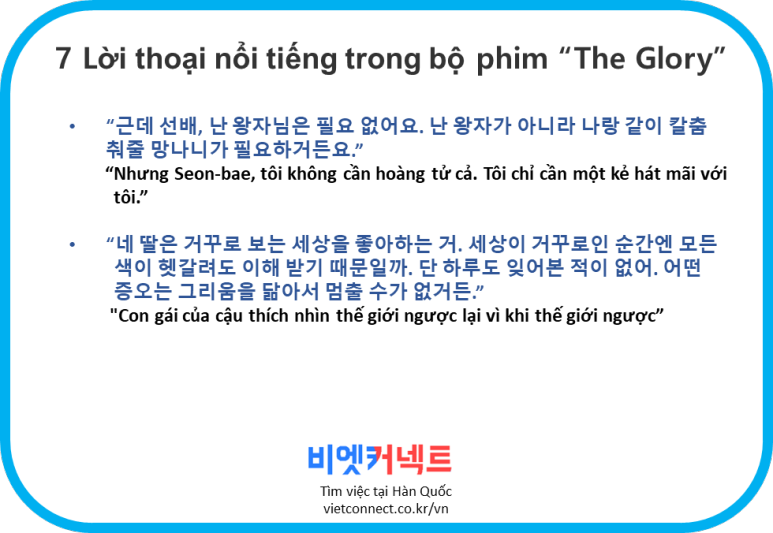 7 Lời thoại nổi tiếng trong bộ phim “The Glory”
• “근데 선배, 난 왕자님은 필요 없어요. 난 왕자가 아니라 나랑 같이 칼춤
춰줄 망나니가 필요하거든요.”
“Nhưng Seon-bae, tôi không cần hoàng tử cả. Tôi chỉ cần một kẻ hát mãi với
tôi.”
• “네 딸은 거꾸로 보는 세상을 좋아하는 거. 세상이 거꾸로인 순간엔 모든
색이 헷갈려도 이해 받기 때문일까. 단 하루도 잊어본 적이 없어. 어떤
증오는 그리움을 닮아서 멈출 수가 없거든.”
"Con gái của cậu thích nhìn thế giới ngược lại vì khi thế giới ngược”
비엣커넥트
Tìm việc tại Hàn Quốc
vietconnect.co.kr/vn